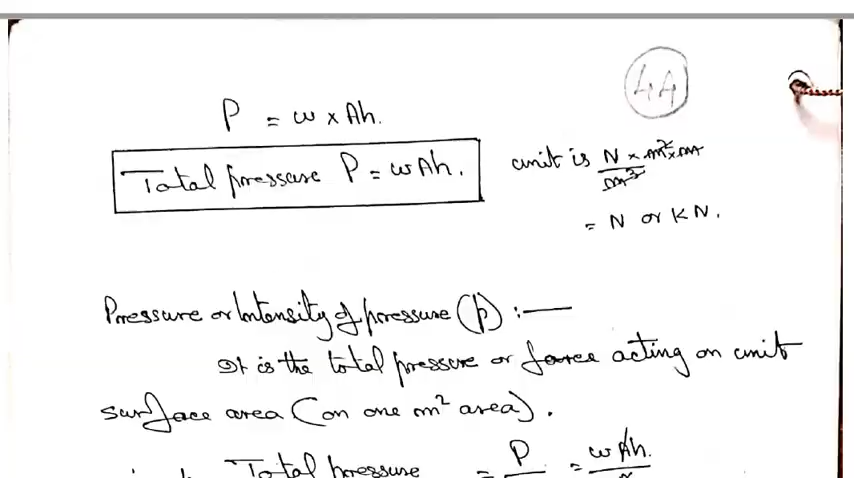 44
P = w x Ah.
Total pressure P = wAh. unit is N x m² x m / m³
= N or KN.
Pressure or Intensity of pressure (p) :—
It is the total pressure or force acting on unit
surface area (on one m² area).
Total pressure = P = wAh